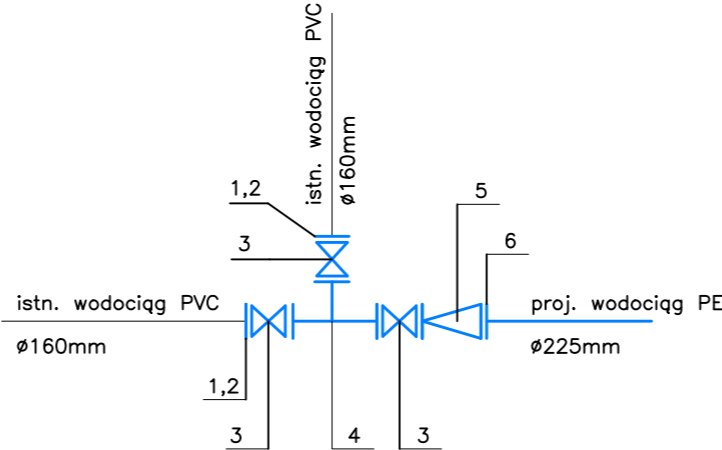 istn. wodociąg PVC
ø160mm
1,2
5
3
6
istn. wodociąg PVC
ø160mm
proj. wodociąg PE
ø225mm
1,2
3
4
3